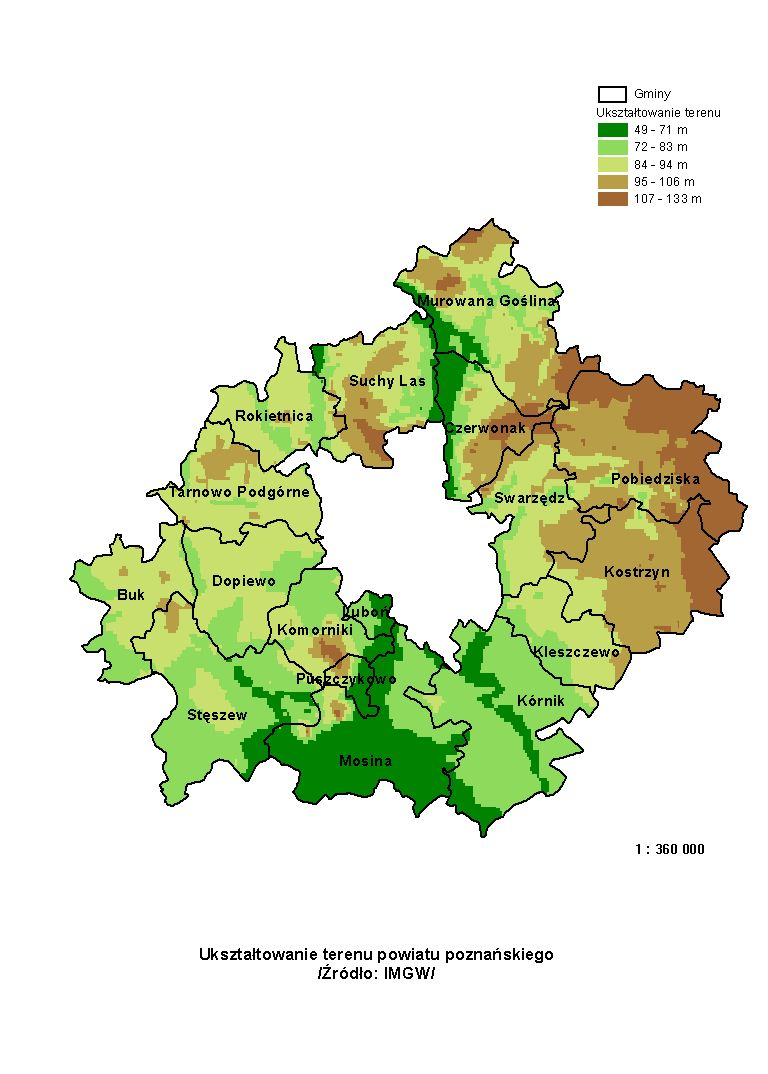 Gminy
Ukształtowanie terenu
49 - 71 m
72 - 83 m
84 - 94 m
95 - 106 m
107 - 133 m
Murowana Goślina
Suchy Las
Rokietnica
Czerwonak
Pobiedziska
Tarnowo Podgórne
Swarzędz
Kostrzyn
Dopiewo
Buk
Luboń
Komorniki
Kleszczewo
Puszczykowo
Kórnik
Stęszew
Mosina
1 : 360 000
Ukształtowanie terenu powiatu poznańskiego
/Źródło: IMGW/